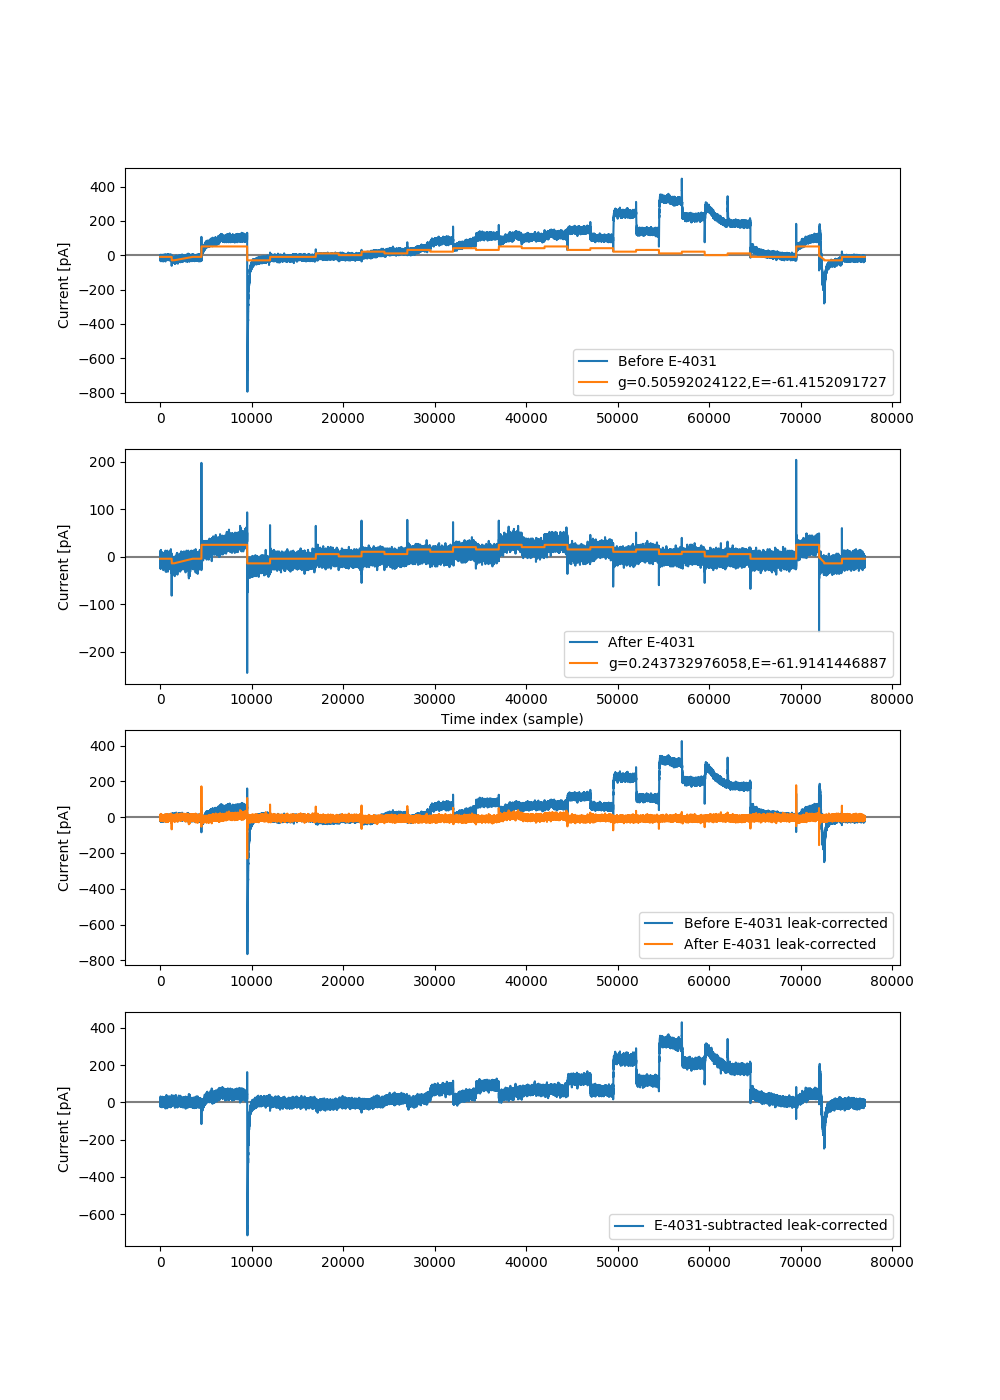 400
200
0
−200
−400
−600
−800
Current [pA]
Before E-4031
g=0.50592024122,E=-61.4152091727
0 10000 20000 30000 40000 50000 60000 70000 80000
200
100
0
−100
−200
Current [pA]
After E-4031
g=0.243732976058,E=-61.9141446887
0 10000 20000 30000 40000 50000 60000 70000 80000
Time index (sample)
400
200
0
−200
−400
−600
−800
Current [pA]
Before E-4031 leak-corrected
After E-4031 leak-corrected
0 10000 20000 30000 40000 50000 60000 70000 80000
400
200
0
−200
−400
−600
Current [pA]
E-4031-subtracted leak-corrected
0 10000 20000 30000 40000 50000 60000 70000 80000